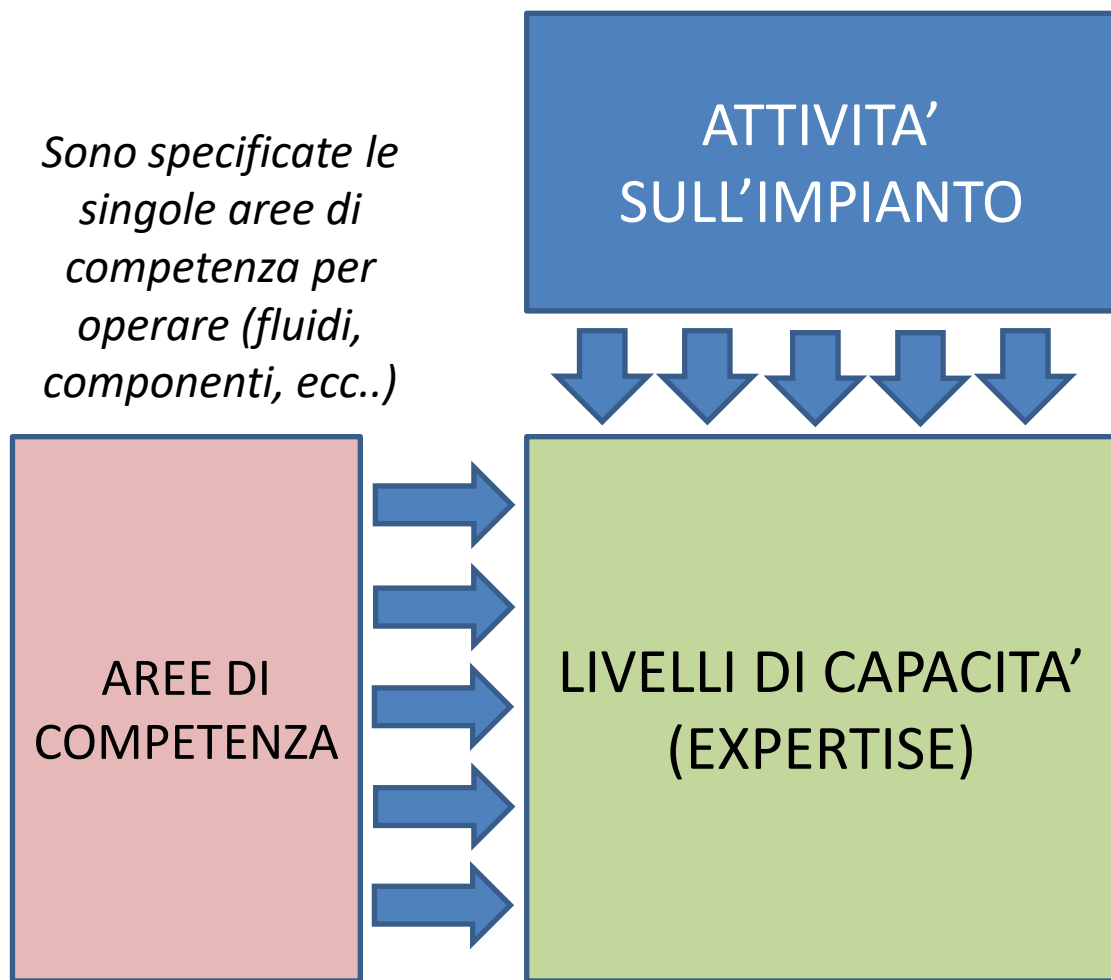 ATTIVITA’
SULL’IMPIANTO
Sono specificate le
singole aree di
competenza per
operare (fluidi,
componenti, ecc..)
AREE DI
COMPETENZA
LIVELLI DI CAPACITA’
(EXPERTISE)